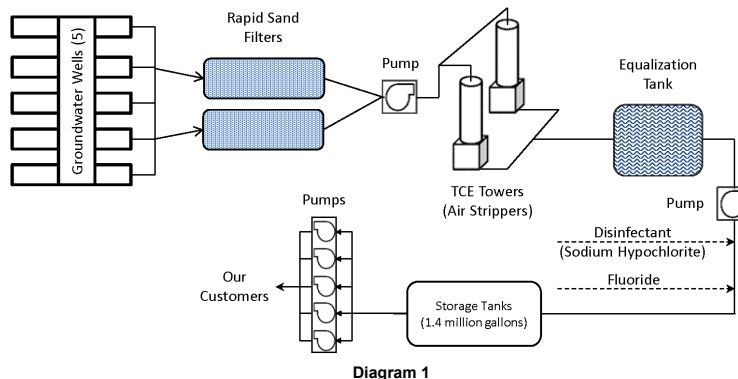 Groundwater Wells (5)
Rapid Sand
Filters
Pump
TCE Towers
(Air Strippers)
Equalization
Tank
Pump
Disinfectant
(Sodium Hypochlorite)
Fluoride
Storage Tanks
(1.4 million gallons)
Pumps
Our
Customers
Diagram 1